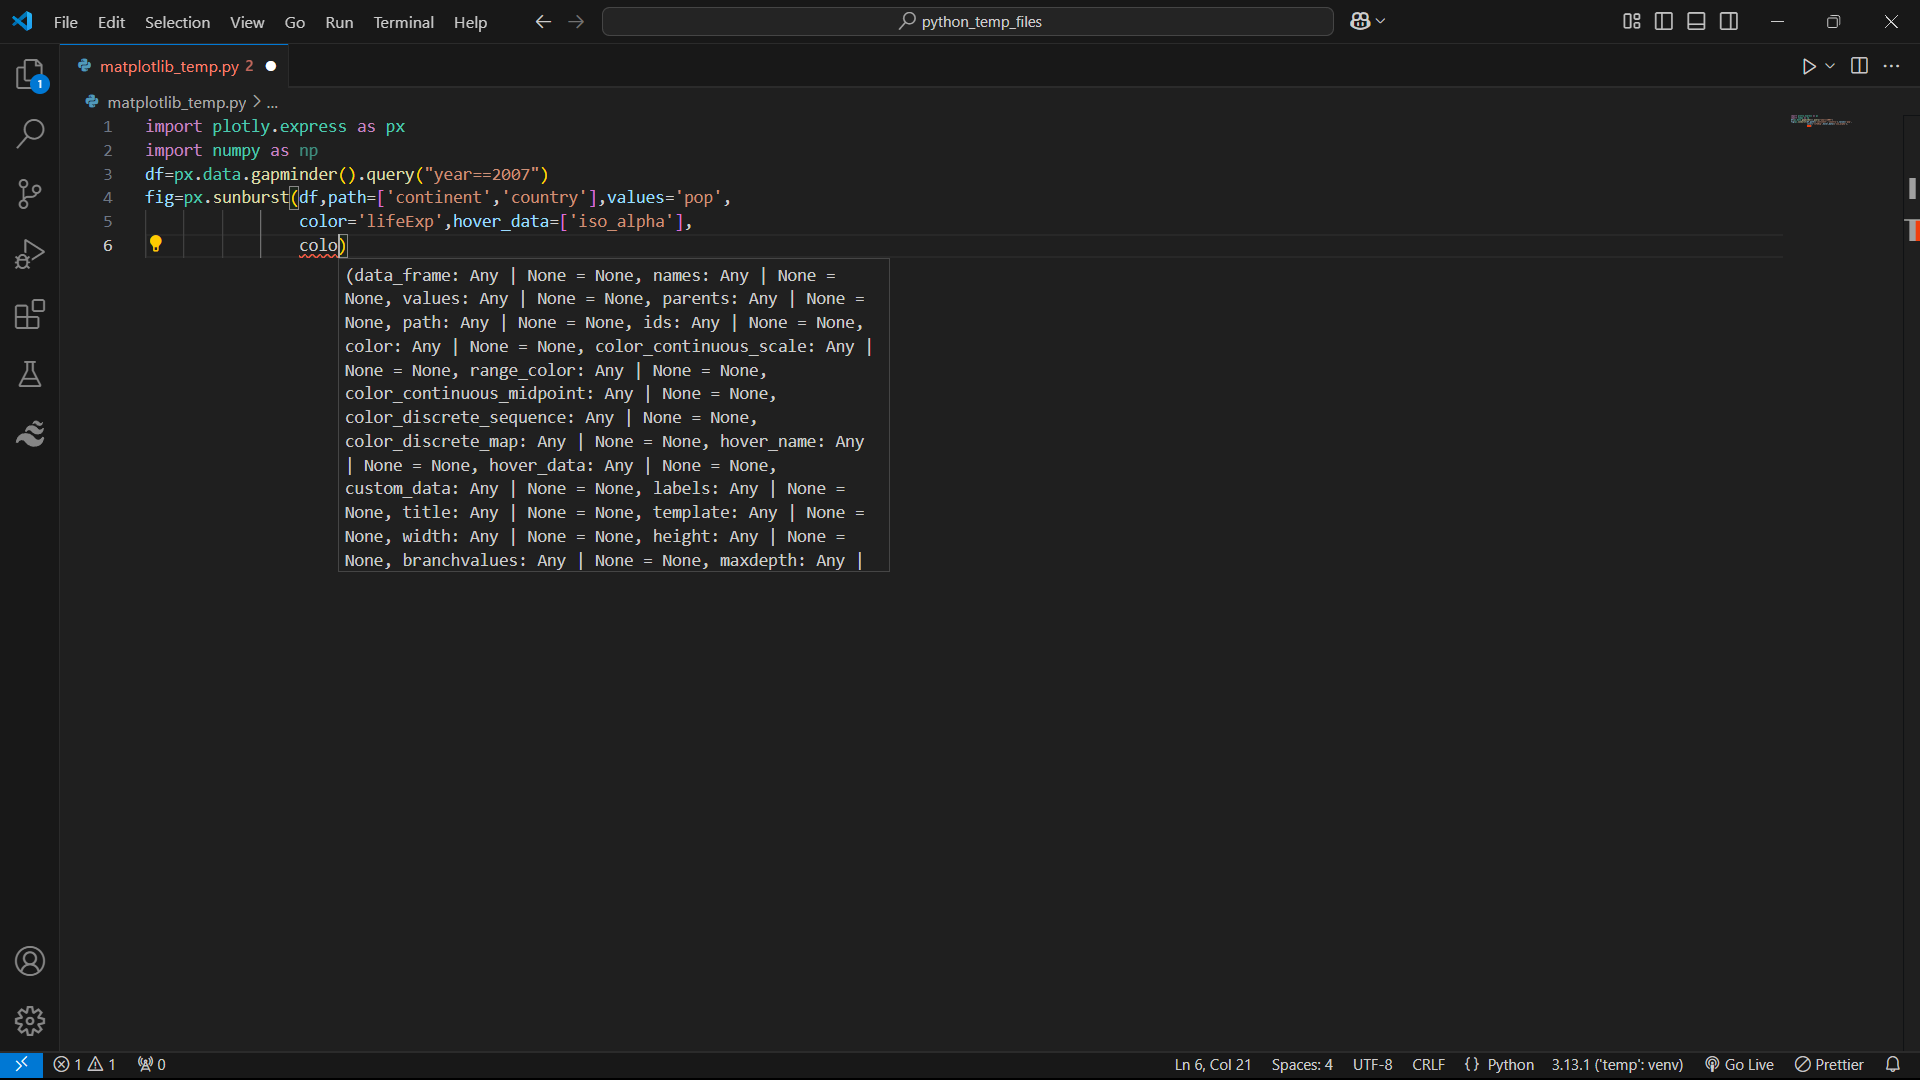 File Edit Selection View Go Run Terminal Help python_temp_files
matplotlib_temp.py 2
1
matplotlib_temp.py > ...
1 import plotly.express as px
2 import numpy as np
3 df=px.data.gapminder().query("year==2007")
4 fig=px.sunburst(df,path=['continent','country'],values='pop',
5 color='lifeExp',hover_data=['iso_alpha'],
6 colo)
(data_frame: Any | None = None, names: Any | None =
None, values: Any | None = None, parents: Any | None =
None, path: Any | None = None, ids: Any | None = None,
color: Any | None = None, color_continuous_scale: Any |
None = None, range_color: Any | None = None,
color_continuous_midpoint: Any | None = None,
color_discrete_sequence: Any | None = None,
color_discrete_map: Any | None = None, hover_name: Any
| None = None, hover_data: Any | None = None,
custom_data: Any | None = None, labels: Any | None =
None, title: Any | None = None, template: Any | None =
None, width: Any | None = None, height: Any | None =
None, branchvalues: Any | None = None, maxdepth: Any |
1 1 0 Ln 6, Col 21 Spaces: 4 UTF-8 CRLF {} Python 3.13.1 ('temp': venv) Go Live Prettier